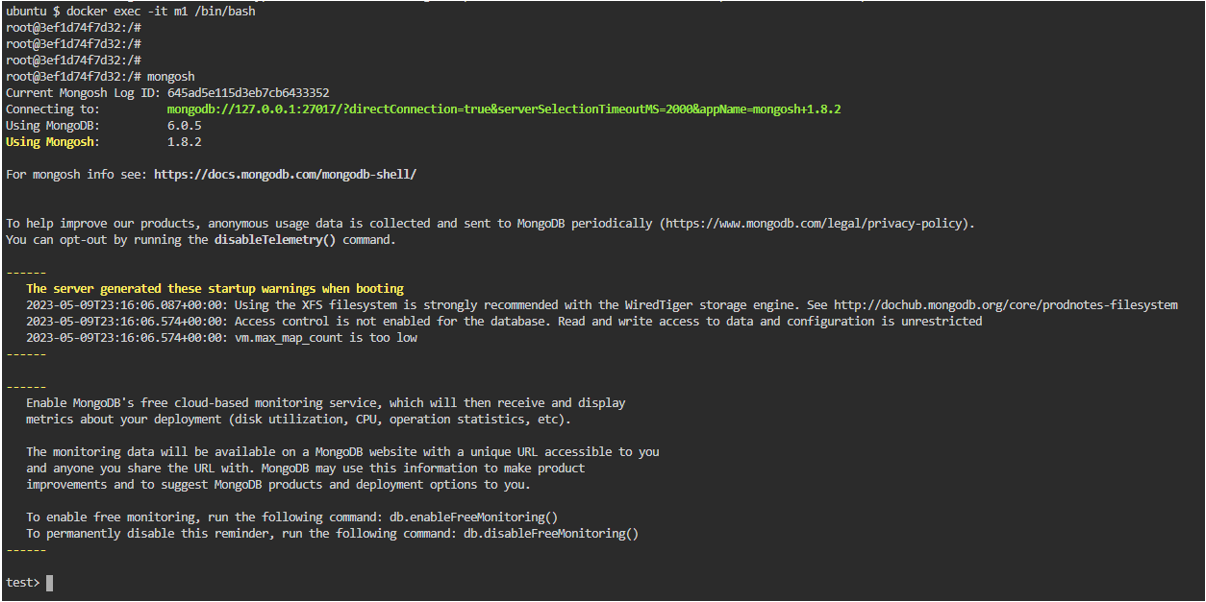 ubuntu $ docker exec -it m1 /bin/bash
root@3ef1d74f7d32:/#
root@3ef1d74f7d32:/#
root@3ef1d74f7d32:/#
root@3ef1d74f7d32:/# mongosh
Current Mongosh Log ID: 645ad5e115d3eb7cb6433352
Connecting to: mongodb://127.0.0.1:27017/?directConnection=true&serverSelectionTimeoutMS=2000&appName=mongosh+1.8.2
Using MongoDB: 6.0.5
Using Mongosh: 1.8.2
For mongosh info see: https://docs.mongodb.com/mongodb-shell/
To help improve our products, anonymous usage data is collected and sent to MongoDB periodically (https://www.mongodb.com/legal/privacy-policy).
You can opt-out by running the disableTelemetry() command.
------
The server generated these startup warnings when booting
2023-05-09T23:16:06.087+00:00: Using the XFS filesystem is strongly recommended with the WiredTiger storage engine. See http://dochub.mongodb.org/core/prodnotes-filesystem
2023-05-09T23:16:06.574+00:00: Access control is not enabled for the database. Read and write access to data and configuration is unrestricted
2023-05-09T23:16:06.574+00:00: vm.max_map_count is too low
------
------
Enable MongoDB's free cloud-based monitoring service, which will then receive and display
metrics about your deployment (disk utilization, CPU, operation statistics, etc).
The monitoring data will be available on a MongoDB website with a unique URL accessible to you
and anyone you share the URL with. MongoDB may use this information to make product
improvements and to suggest MongoDB products and deployment options to you.
To enable free monitoring, run the following command: db.enableFreeMonitoring()
To permanently disable this reminder, run the following command: db.disableFreeMonitoring()
------
test>